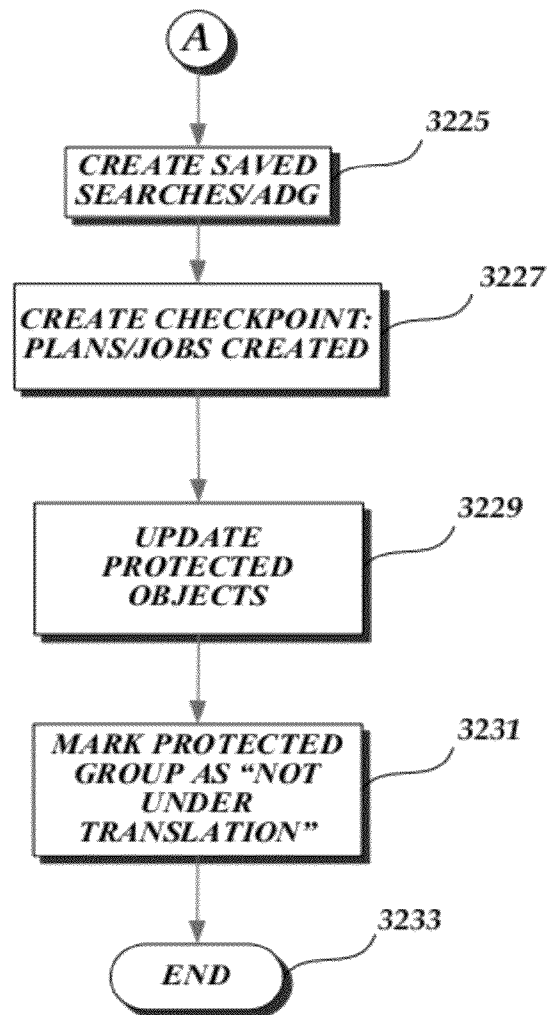 A
3225
CREATE SAVED
SEARCHES/ADG
3227
CREATE CHECKPOINT:
PLANS/JOBS CREATED
3229
UPDATE
PROTECTED
OBJECTS
3231
MARK PROTECTED
GROUP AS “NOT
UNDER
TRANSLATION”
3233
END